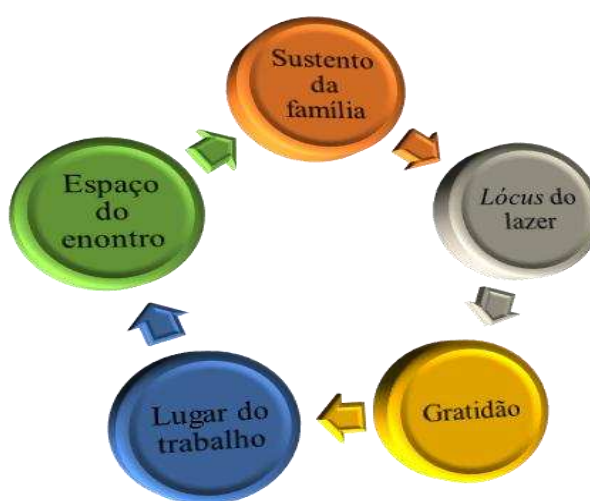 Sustento
da
família
Lócus do
lazer
Gratidão
Lugar do
trabalho
Espaço
do
enontro